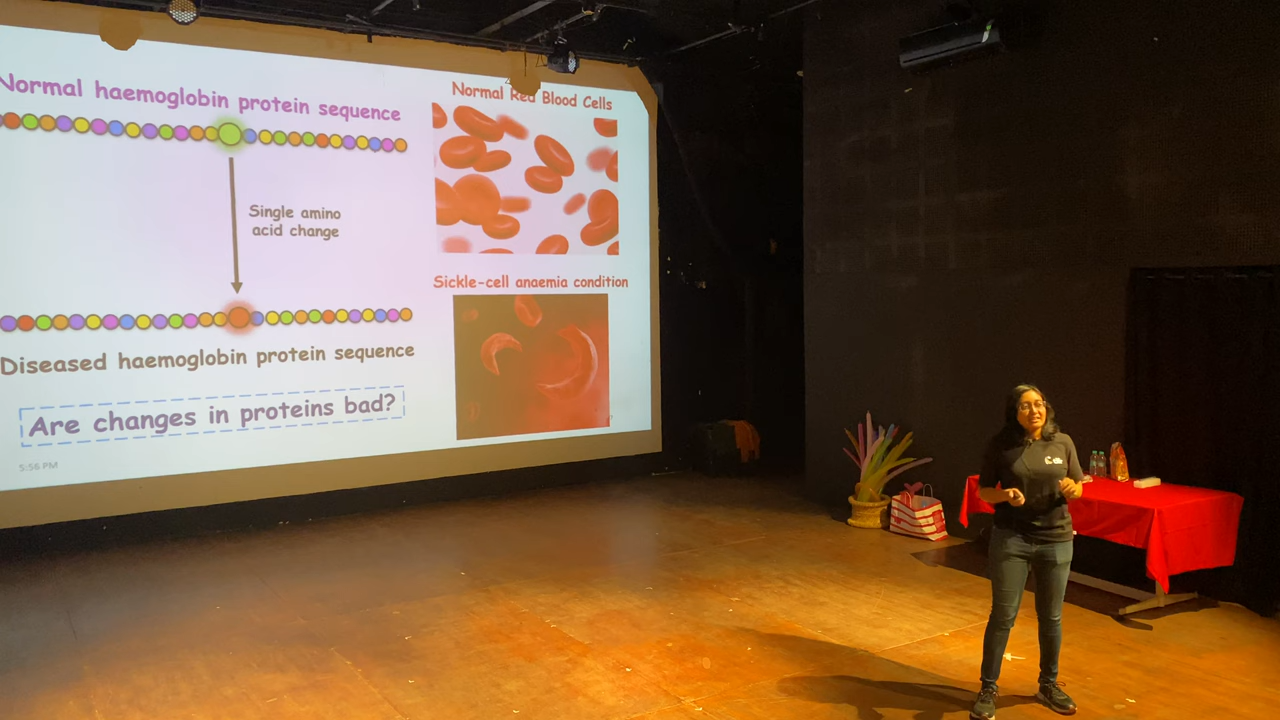 Normal haemoglobin protein sequence
Single amino
acid change
Diseased haemoglobin protein sequence
Are changes in proteins bad?
5:56 PM
Normal Red Blood Cells
Sickle-cell anaemia condition